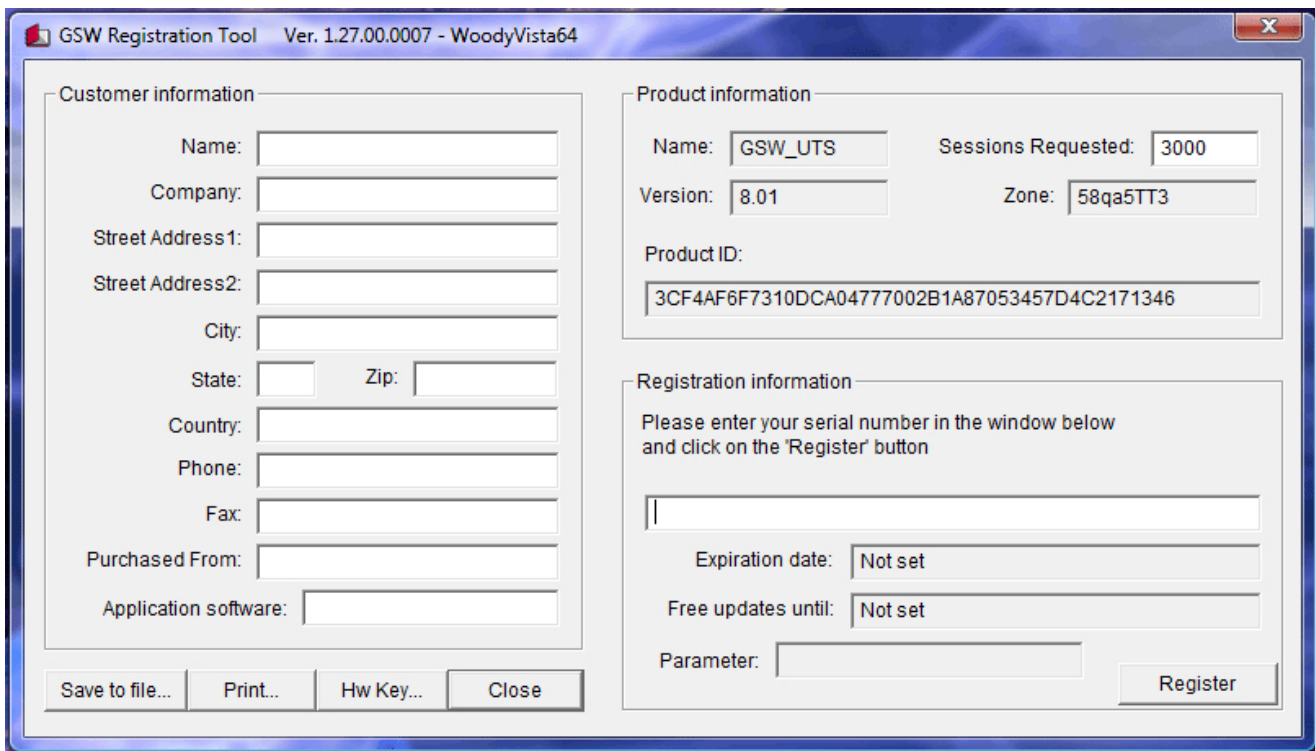 GSW Registration Tool Ver. 1.27.00.0007 - WoodyVista64
Customer information
Name:
Company:
Street Address1:
Street Address2:
City:
State:
Zip:
Country:
Phone:
Fax:
Purchased From:
Application software:
Save to file...
Print...
Hw Key...
Close
Product information
Name: GSW_UTS
Sessions Requested: 3000
Version: 8.01
Zone: 58qa5TT3
Product ID:
3CF4AF6F7310DCA04777002B1A87053457D4C2171346
Registration information
Please enter your serial number in the window below
and click on the 'Register' button
Expiration date: Not set
Free updates until: Not set
Parameter:
Register